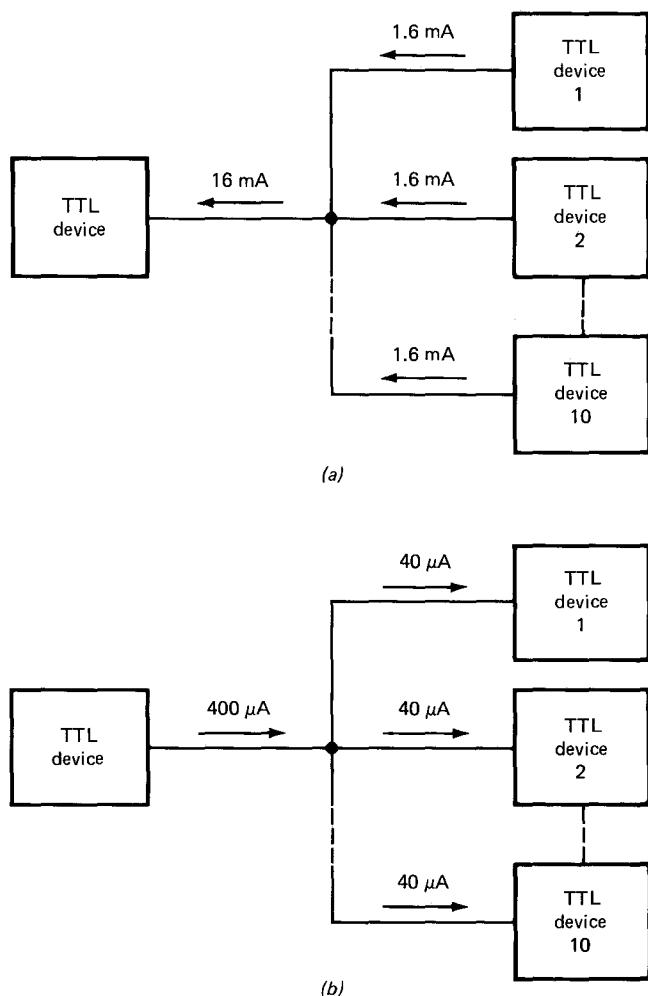 1.6 mA
TTL
device
1
16 mA
1.6 mA
TTL
device
TTL
device
2
1.6 mA
TTL
device
10
(a)
40 μA
TTL
device
1
400 μA
40 μA
TTL
device
TTL
device
2
40 μA
TTL
device
10
(b)